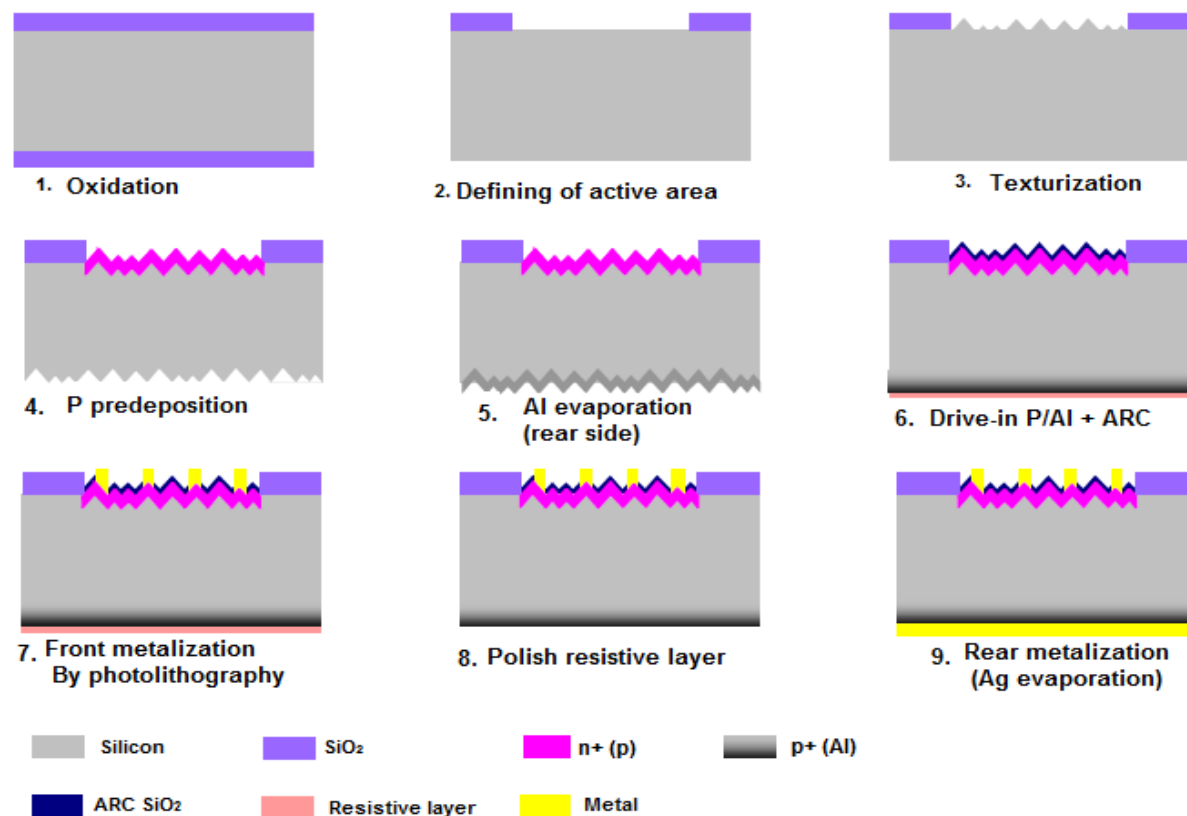 1. Oxidation
2. Defining of active area
3. Texturization
4. P predeposition
5. Al evaporation
(rear side)
6. Drive-in P/Al + ARC
7. Front metalization
By photolithography
8. Polish resistive layer
9. Rear metalization
(Ag evaporation)
Silicon
SiO₂
n+ (p)
p+ (Al)
ARC SiO₂
Resistive layer
Metal